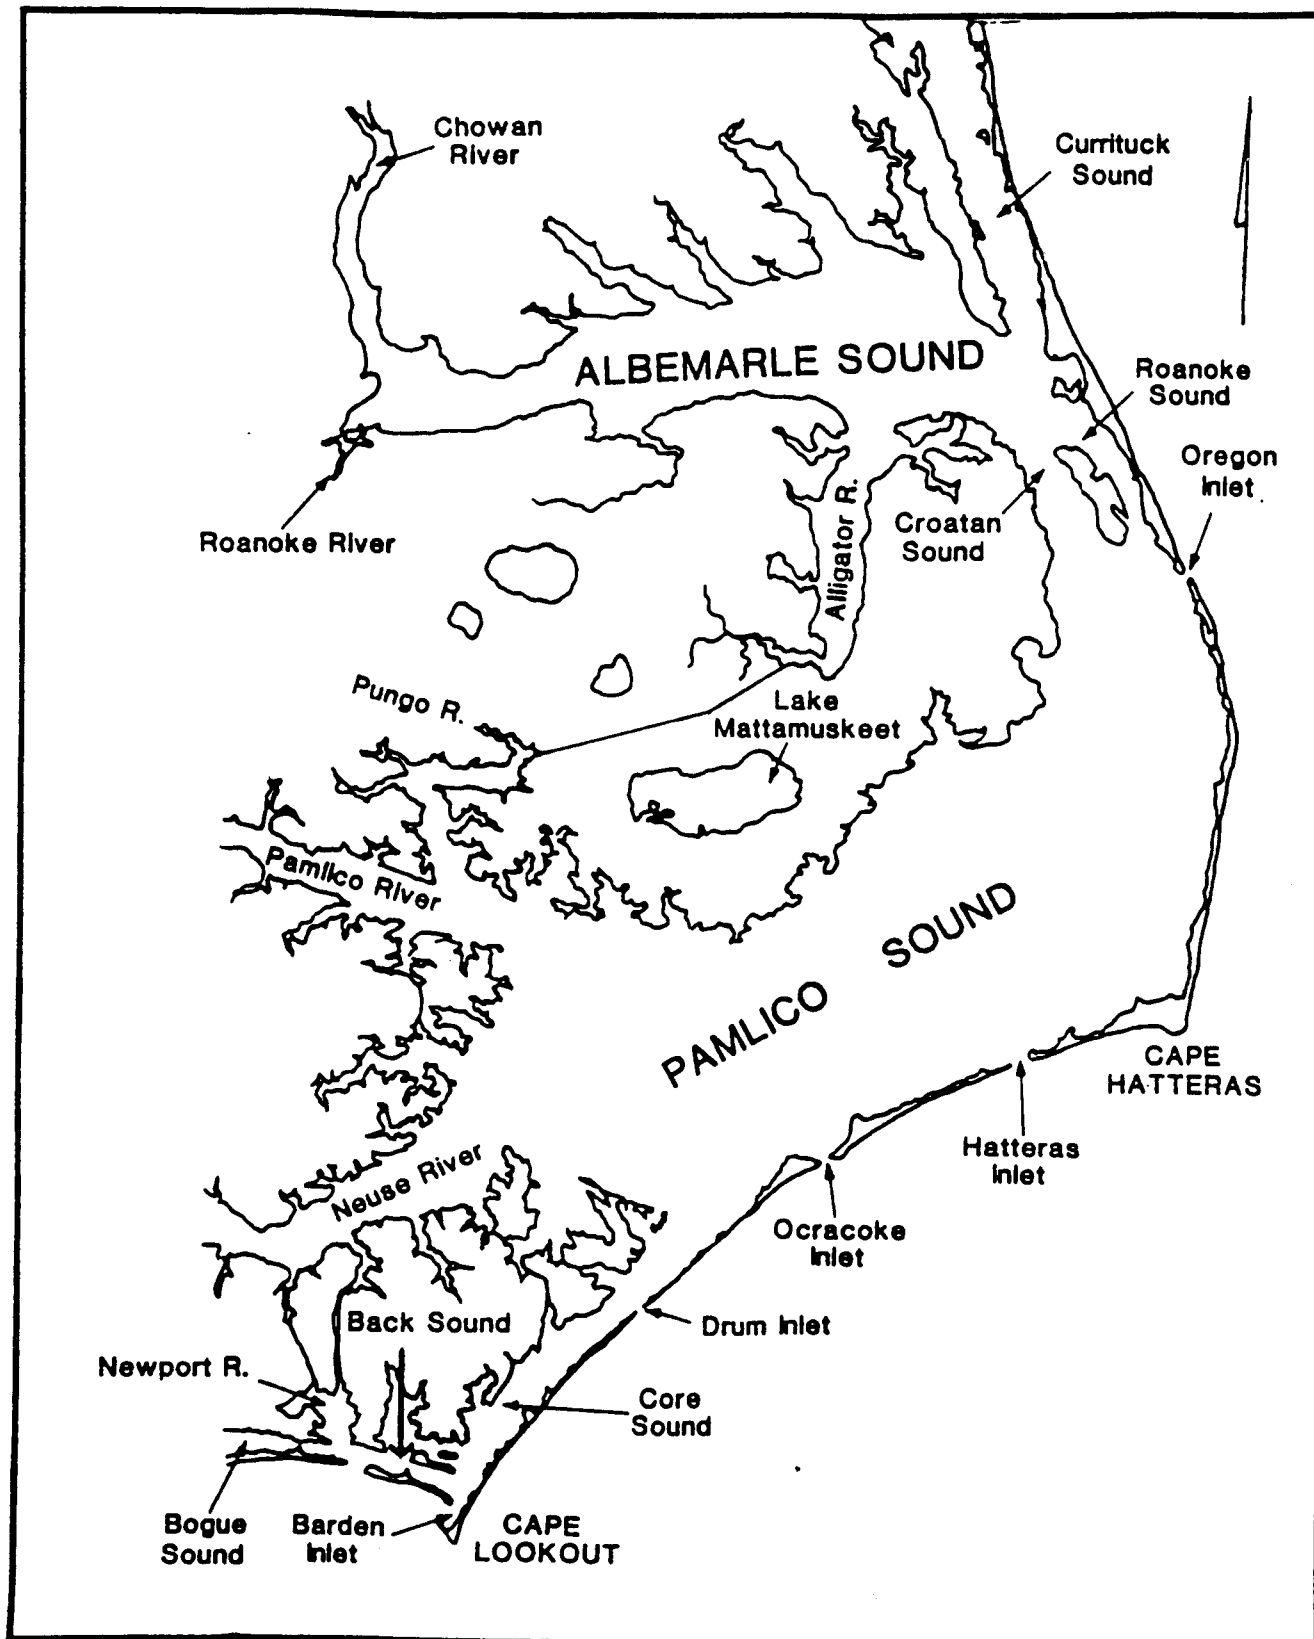 Chowan
River
Currituck
Sound
ALBEMARLE SOUND
Roanoke
Sound
Oregon
Inlet
Roanoke River
Croatan
Sound
Alligator R.
Pungo R.
Lake
Mattamuskeet
Pamlico River
PAMLICO SOUND
CAPE
HATTERAS
Hatteras
Inlet
Neuse River
Ocracoke
Inlet
Back Sound
Drum Inlet
Newport R.
Core
Sound
Bogue
Sound
Barden
Inlet
CAPE
LOOKOUT